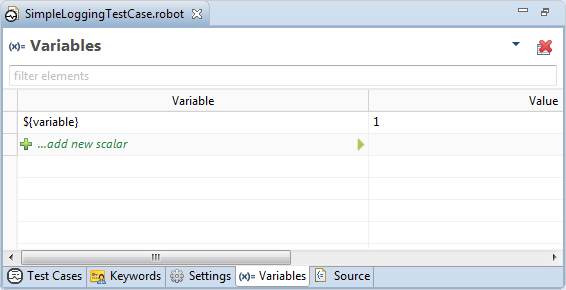 SimpleLoggingTestCase.robot
(x)= Variables
filter elements
Variable Value
${variable} 1
...add new scalar
Test Cases Keywords Settings (x)= Variables Source